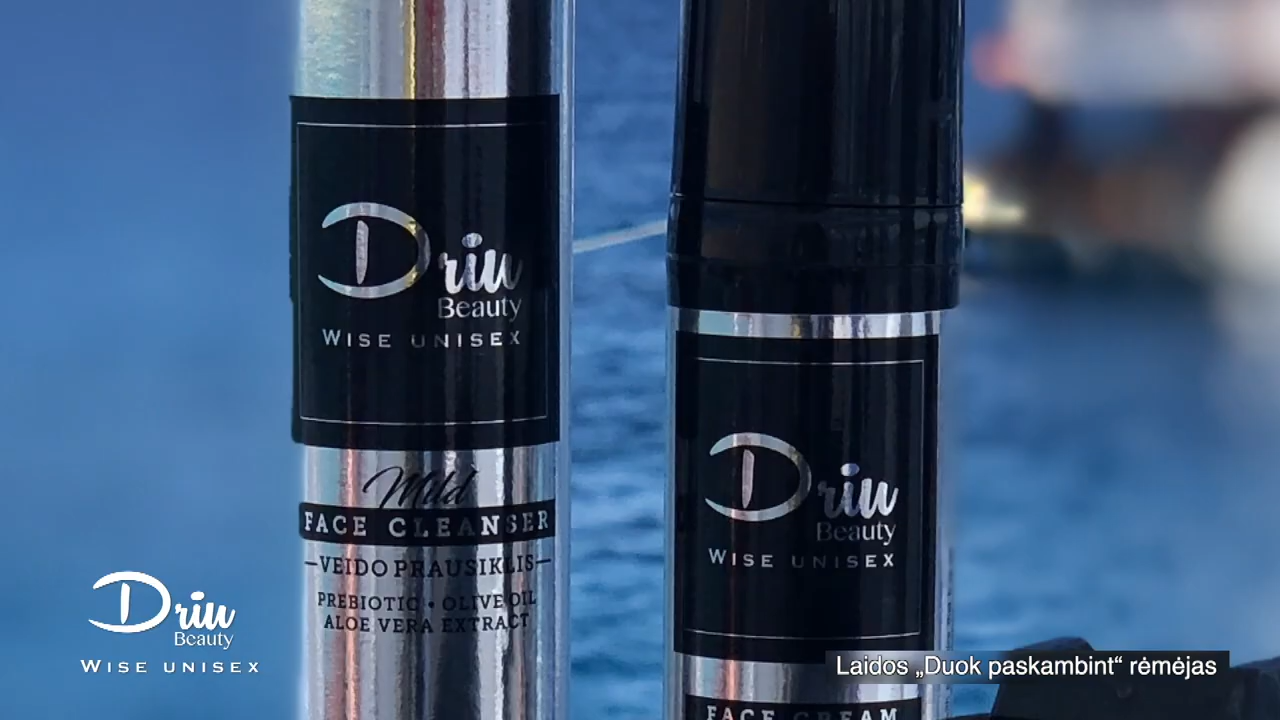 Driu
Beauty
WISE UNISEX
Mild
FACE CLEANSER
VEIDO PRAUSIKLIS
PREBIOTIC • OLIVE OIL
ALOE VERA EXTRACT
Driu
Beauty
WISE UNISEX
FACE CREAM
Driu
Beauty
WISE UNISEX
Laidos „Duok paskambint“ rėmėjas